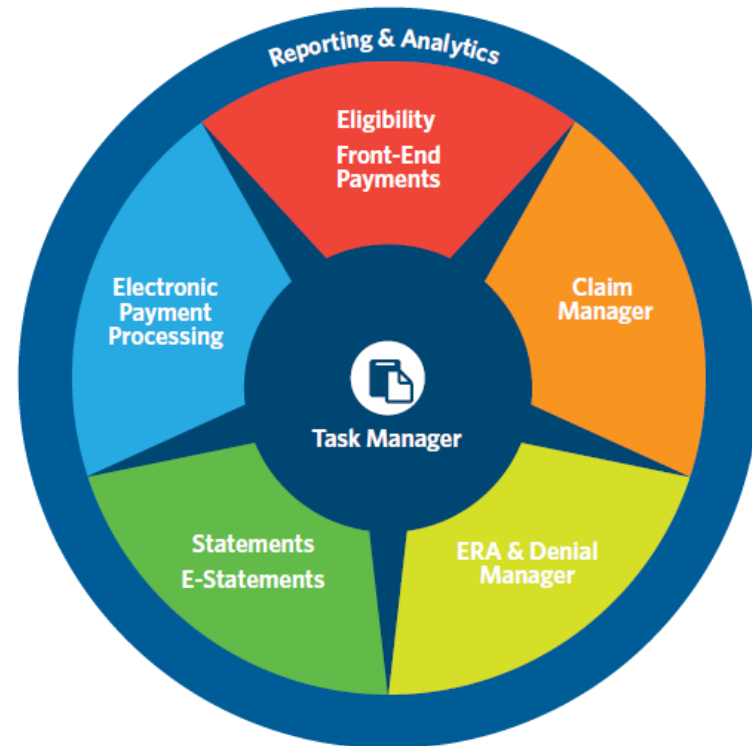 Reporting & Analytics
Eligibility
Front-End
Payments
Electronic
Payment
Processing
Claim
Manager
Task Manager
Statements
E-Statements
ERA & Denial
Manager